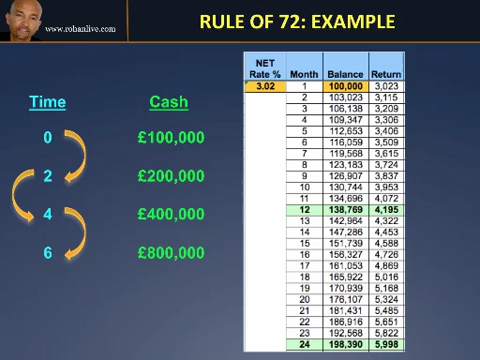 www.rohanlive.com
RULE OF 72: EXAMPLE
Time Cash
0 £100,000
2 £200,000
4 £400,000
6 £800,000
NET
Rate % Month Balance Return
3.02 1 100,000 3,023
2 103,023 3,115
3 106,138 3,209
4 109,347 3,306
5 112,653 3,406
6 116,059 3,509
7 119,568 3,615
8 123,183 3,724
9 126,907 3,837
10 130,744 3,953
11 134,696 4,072
12 138,769 4,195
13 142,964 4,322
14 147,286 4,453
15 151,739 4,588
16 156,327 4,726
17 161,053 4,869
18 165,922 5,016
19 170,939 5,168
20 176,107 5,324
21 181,431 5,485
22 186,916 5,651
23 192,568 5,822
24 198,390 5,998